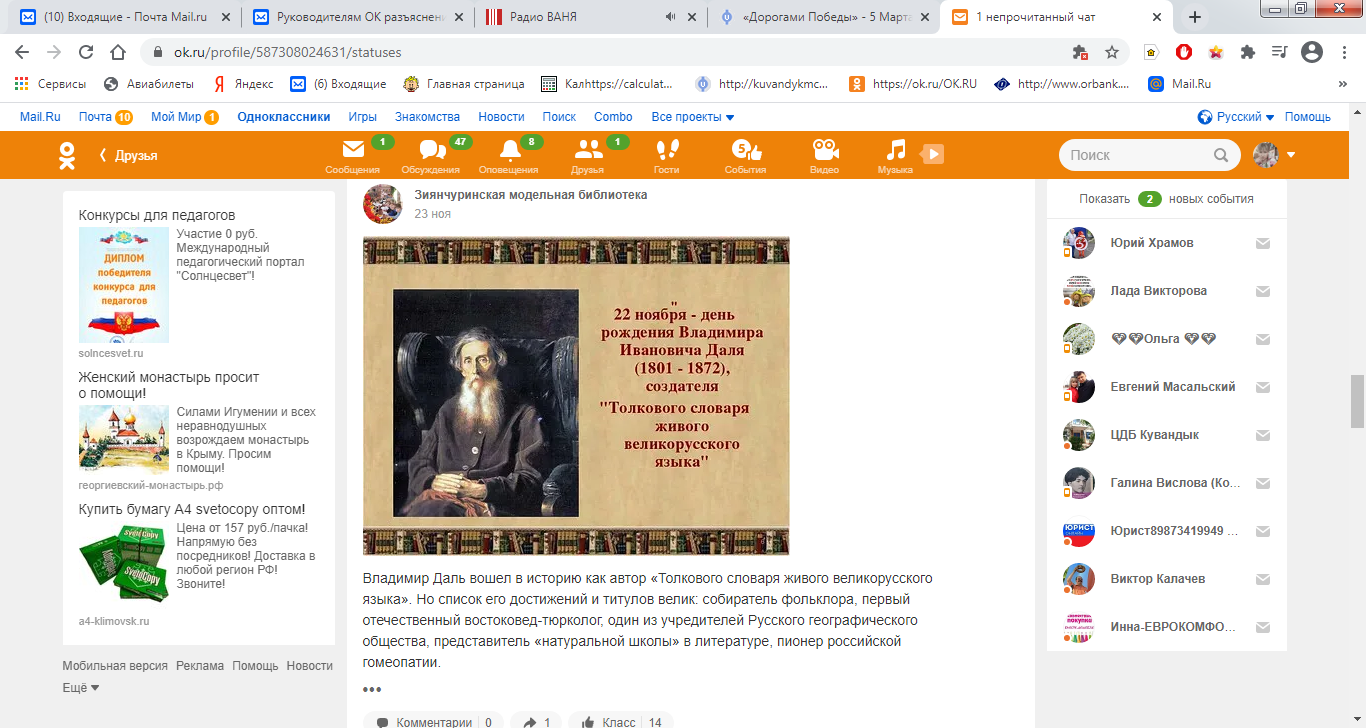 (10) Входящие - Почта Mail.ru
Руководителям ОК разъяснени
Радио ВАНЯ
«Дорогами Победы» - 5 Марта
1 непрочитанный чат
ok.ru/profile/587308024631/statuses
Сервисы
Авиабилеты
Яндекс
(6) Входящие
Главная страница
Калhttps://calculat...
http://kuvandykmc...
https://ok.ru/OK.RU
http://www.orbank....
Mail.Ru
»
Mail.Ru
Почта 10
Мой Мир 1
Одноклассники
Игры
Знакомства
Новости
Поиск
Combo
Все проекты
Русский
Помощь
Друзья
1
Сообщения
47
Обсуждения
8
Оповещения
1
Друзья
Гости
5
События
Видео
Музыка
Поиск
Конкурсы для педагогов
ДИПЛОМ
победителя
конкурса для
педагогов
Участие 0 руб.
Международный
педагогический портал
"Солнцесвет"!
solncesvet.ru
Женский монастырь просит
о помощи!
Силами Игумении и всех
неравнодушных
возрождаем монастырь
в Крыму. Просим
помощи!
георгиевский-монастырь.рф
Купить бумагу А4 svetocopy оптом!
Цена от 157 руб./пачка!
Напрямую без
посредников! Доставка в
любой регион РФ!
Звоните!
a4-klimovsk.ru
Мобильная версия
Реклама
Помощь
Новости
Ещё
Зиянчуринская модельная библиотека
23 ноя
"
22 ноября - день
рождения Владимира
Ивановича Даля
(1801 - 1872),
создателя
"Толкового словаря
живого
великорусского
языка"
Владимир Даль вошел в историю как автор «Толкового словаря живого великорусского
языка». Но список его достижений и титулов велик: собиратель фольклора, первый
отечественный востоковед-тюрколог, один из учредителей Русского географического
общества, представитель «натуральной школы» в литературе, пионер российской
гомеопатии.
•••
Комментарии 0
1
Класс 14
Показать 2 новых события
Юрий Храмов
Лада Викторова
Ольга
Евгений Масальский
ЦДБ Кувандык
Галина Вислова (Ко...
ЮРИСТ
Юрист89873419949 ...
Виктор Калачев
Инна-ЕВРОКОМФО...